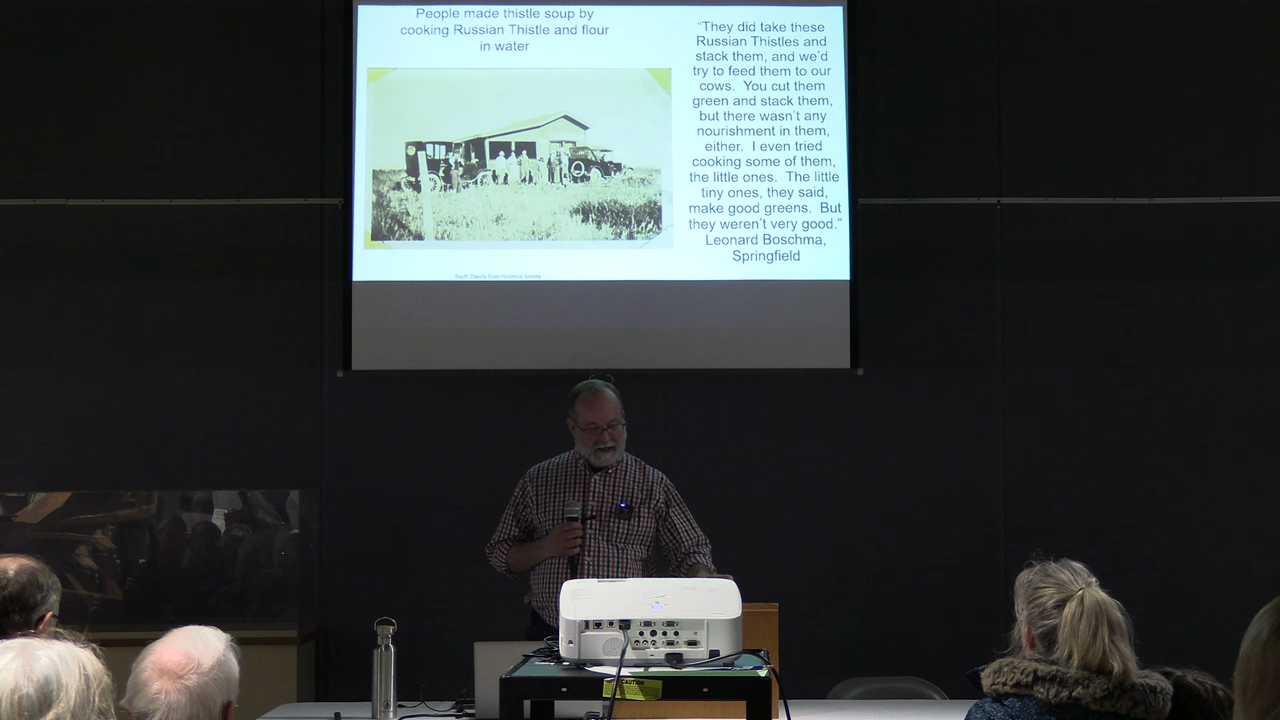 People made thistle soup by
cooking Russian Thistle and flour
in water
"They did take these
Russian Thistles and
stack them, and we'd
try to feed them to our
cows. You cut them
green and stack them,
but there wasn't any
nourishment in them,
either. I even tried
cooking some of them,
the little ones. The little
tiny ones, they said,
make good greens. But
they weren't very good."
Leonard Boschma,
Springfield
South Dakota State Historical Society
CAUTION